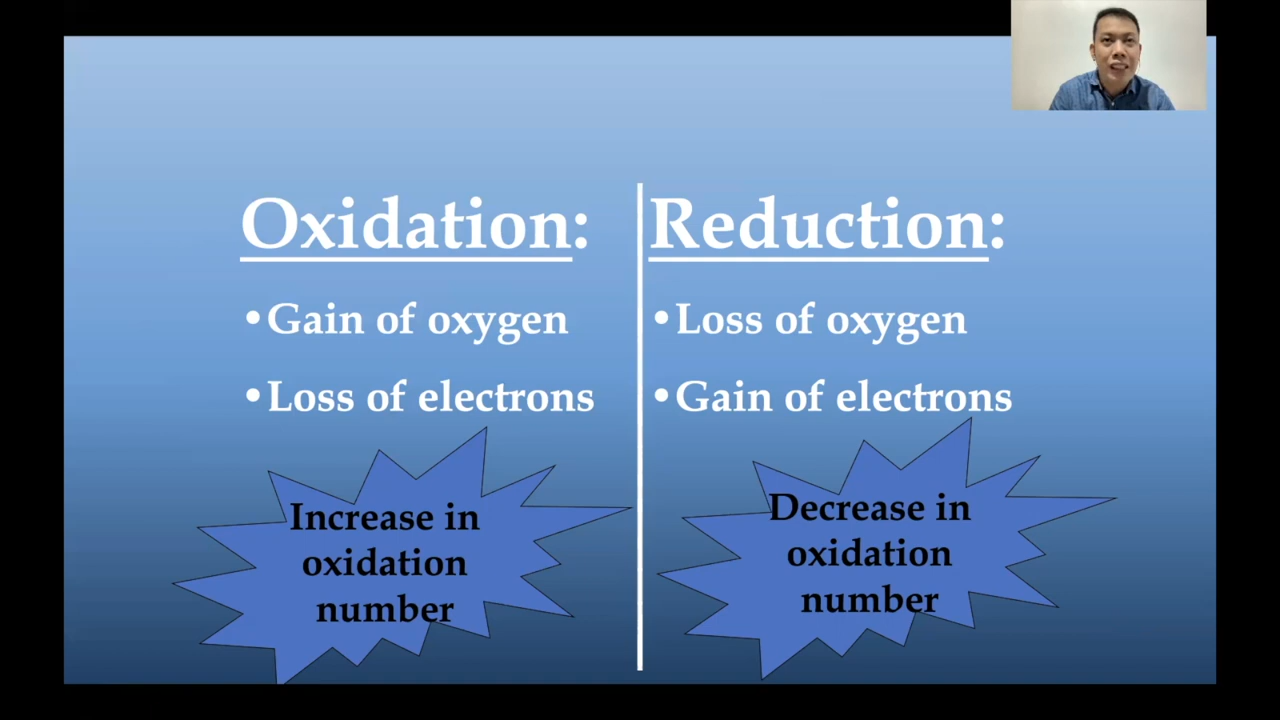 Oxidation:
•Gain of oxygen
•Loss of electrons
Increase in
oxidation
number
Reduction:
•Loss of oxygen
•Gain of electrons
Decrease in
oxidation
number